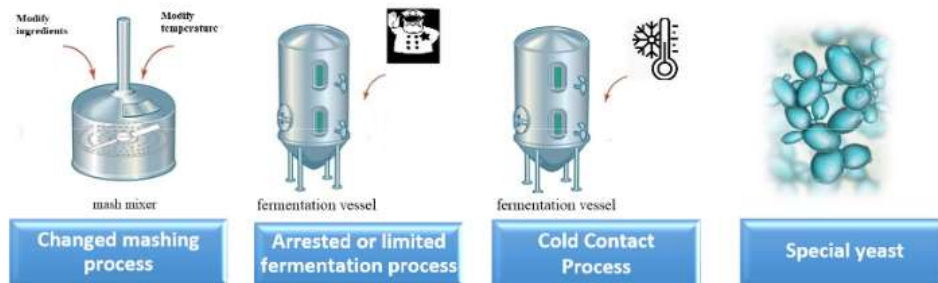 Modify
ingredients
Modify
temperature
mash mixer
fermentation vessel
fermentation vessel
Changed mashing
process
Arrested or limited
fermentation process
Cold Contact
Process
Special yeast